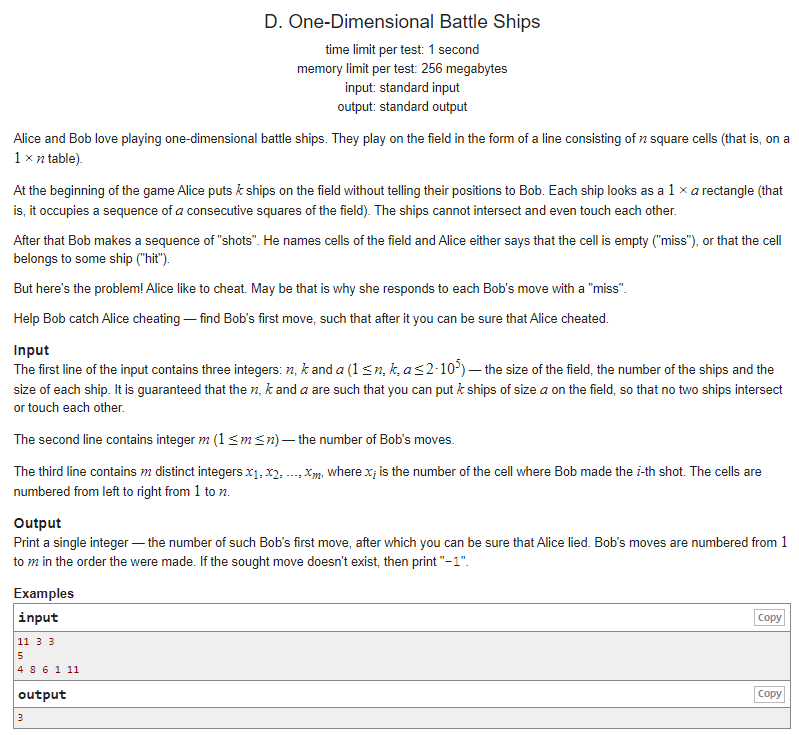 D. One-Dimensional Battle Ships
time limit per test: 1 second
memory limit per test: 256 megabytes
input: standard input
output: standard output
Alice and Bob love playing one-dimensional battle ships. They play on the field in the form of a line consisting of n square cells (that is, on a
1 × n table).
At the beginning of the game Alice puts k ships on the field without telling their positions to Bob. Each ship looks as a 1 × a rectangle (that
is, it occupies a sequence of a consecutive squares of the field). The ships cannot intersect and even touch each other.
After that Bob makes a sequence of "shots". He names cells of the field and Alice either says that the cell is empty ("miss"), or that the cell
belongs to some ship ("hit").
But here's the problem! Alice like to cheat. May be that is why she responds to each Bob's move with a "miss".
Help Bob catch Alice cheating — find Bob's first move, such that after it you can be sure that Alice cheated.
Input
The first line of the input contains three integers: n, k and a (1 ≤ n, k, a ≤ 2·10⁵) — the size of the field, the number of the ships and the
size of each ship. It is guaranteed that the n, k and a are such that you can put k ships of size a on the field, so that no two ships intersect
or touch each other.
The second line contains integer m (1 ≤ m ≤ n) — the number of Bob's moves.
The third line contains m distinct integers x₁, x₂, ..., xₘ, where xᵢ is the number of the cell where Bob made the i-th shot. The cells are
numbered from left to right from 1 to n.
Output
Print a single integer — the number of such Bob's first move, after which you can be sure that Alice lied. Bob's moves are numbered from 1
to m in the order the were made. If the sought move doesn't exist, then print "-1".
Examples
input Copy
11 3 3
5
4 8 6 1 11
output Copy
3